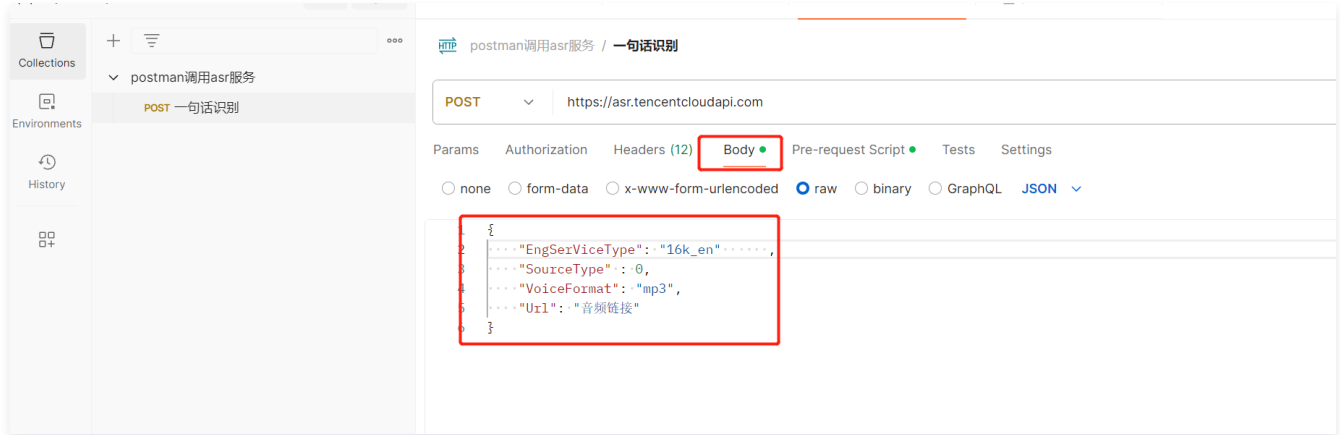 Collections
Environments
History
postman调用asr服务
POST 一句话识别
HTTP postman调用asr服务 / 一句话识别
POST https://asr.tencentcloudapi.com
Params Authorization Headers (12) Body Pre-request Script Tests Settings
none form-data x-www-form-urlencoded raw binary GraphQL JSON
1 {
2 "EngSerViceType": "16k_en" ,
3 "SourceType" : 0,
4 "VoiceFormat": "mp3",
5 "Url": "音频链接"
6 }